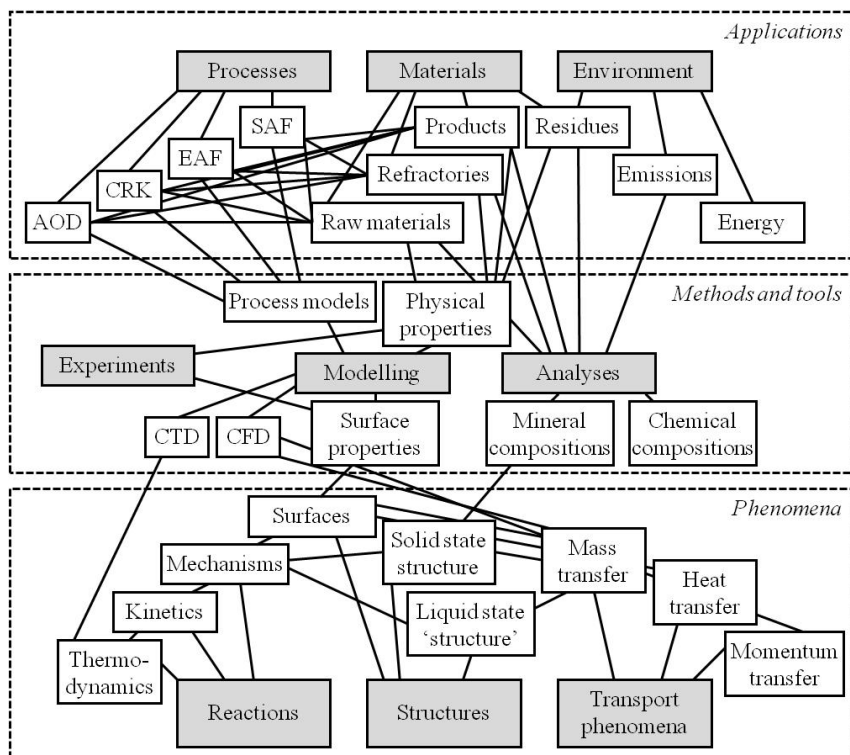 Applications
Processes
Materials
Environment
SAF
Products
Residues
EAF
Refractories
Emissions
CRK
AOD
Raw materials
Energy
Methods and tools
Process models
Physical
properties
Experiments
Modelling
Analyses
CTD
CFD
Surface
properties
Mineral
compositions
Chemical
compositions
Phenomena
Surfaces
Solid state
structure
Mass
transfer
Mechanisms
Heat
transfer
Kinetics
Liquid state
‘structure’
Thermo-
dynamics
Momentum
transfer
Reactions
Structures
Transport
phenomena